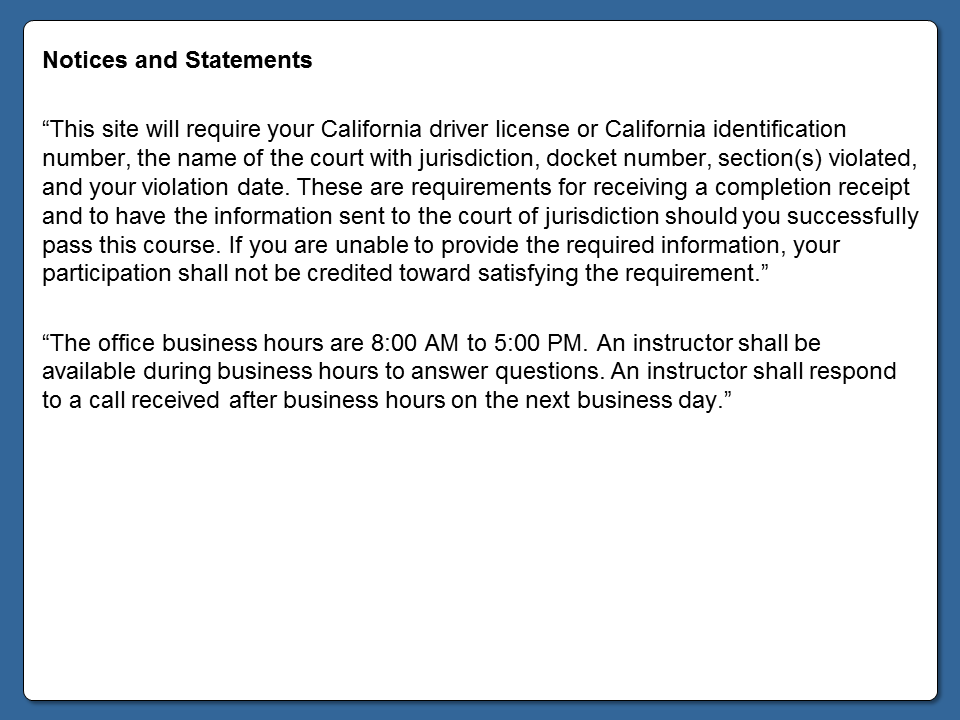 Notices and Statements
“This site will require your California driver license or California identification
number, the name of the court with jurisdiction, docket number, section(s) violated,
and your violation date. These are requirements for receiving a completion receipt
and to have the information sent to the court of jurisdiction should you successfully
pass this course. If you are unable to provide the required information, your
participation shall not be credited toward satisfying the requirement.”
“The office business hours are 8:00 AM to 5:00 PM. An instructor shall be
available during business hours to answer questions. An instructor shall respond
to a call received after business hours on the next business day.”